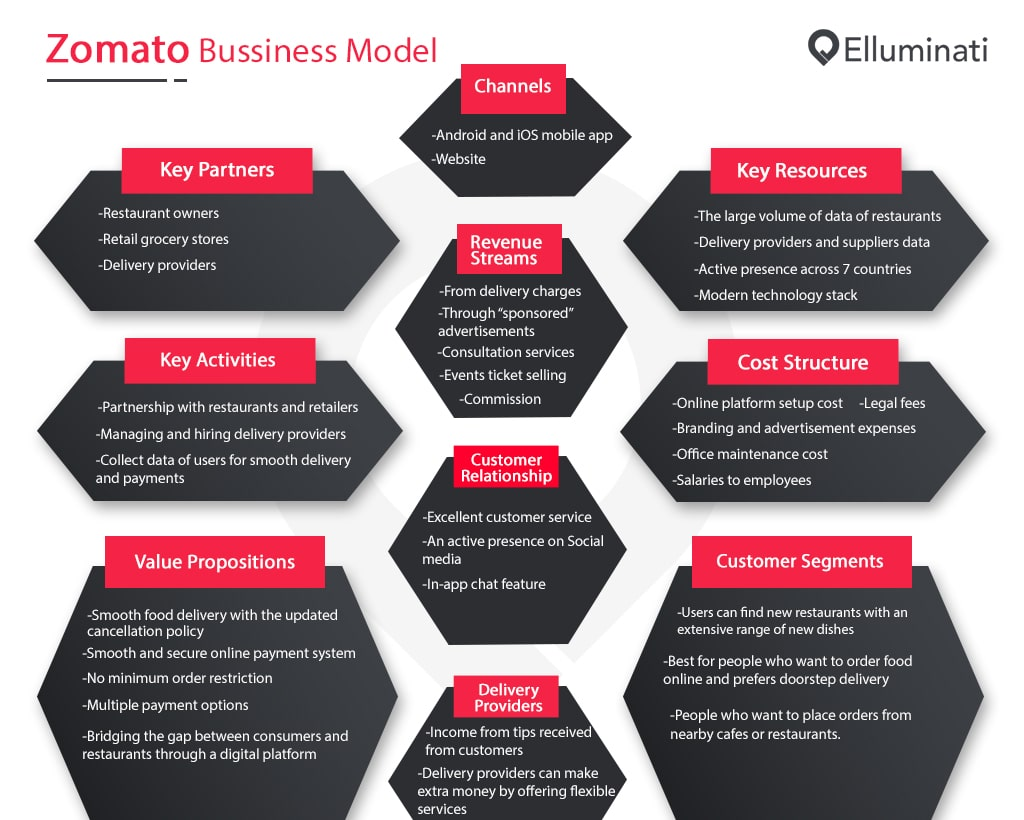 Zomato Bussiness Model
Elluminati
Channels
-Android and iOS mobile app
-Website
Key Partners
-Restaurant owners
-Retail grocery stores
-Delivery providers
Key Resources
-The large volume of data of restaurants
-Delivery providers and suppliers data
-Active presence across 7 countries
-Modern technology stack
Revenue
Streams
-From delivery charges
-Through “sponsored”
advertisements
-Consultation services
-Events ticket selling
-Commission
Key Activities
-Partnership with restaurants and retailers
-Managing and hiring delivery providers
-Collect data of users for smooth delivery
and payments
Cost Structure
-Online platform setup cost -Legal fees
-Branding and advertisement expenses
-Office maintenance cost
-Salaries to employees
Customer
Relationship
-Excellent customer service
-An active presence on Social
media
-In-app chat feature
Value Propositions
-Smooth food delivery with the updated
cancellation policy
-Smooth and secure online payment system
-No minimum order restriction
-Multiple payment options
-Bridging the gap between consumers and
restaurants through a digital platform
Customer Segments
-Users can find new restaurants with an
extensive range of new dishes
-Best for people who want to order food
online and prefers doorstep delivery
-People who want to place orders from
nearby cafes or restaurants.
Delivery
Providers
-Income from tips received
from customers
-Delivery providers can make
extra money by offering flexible
services